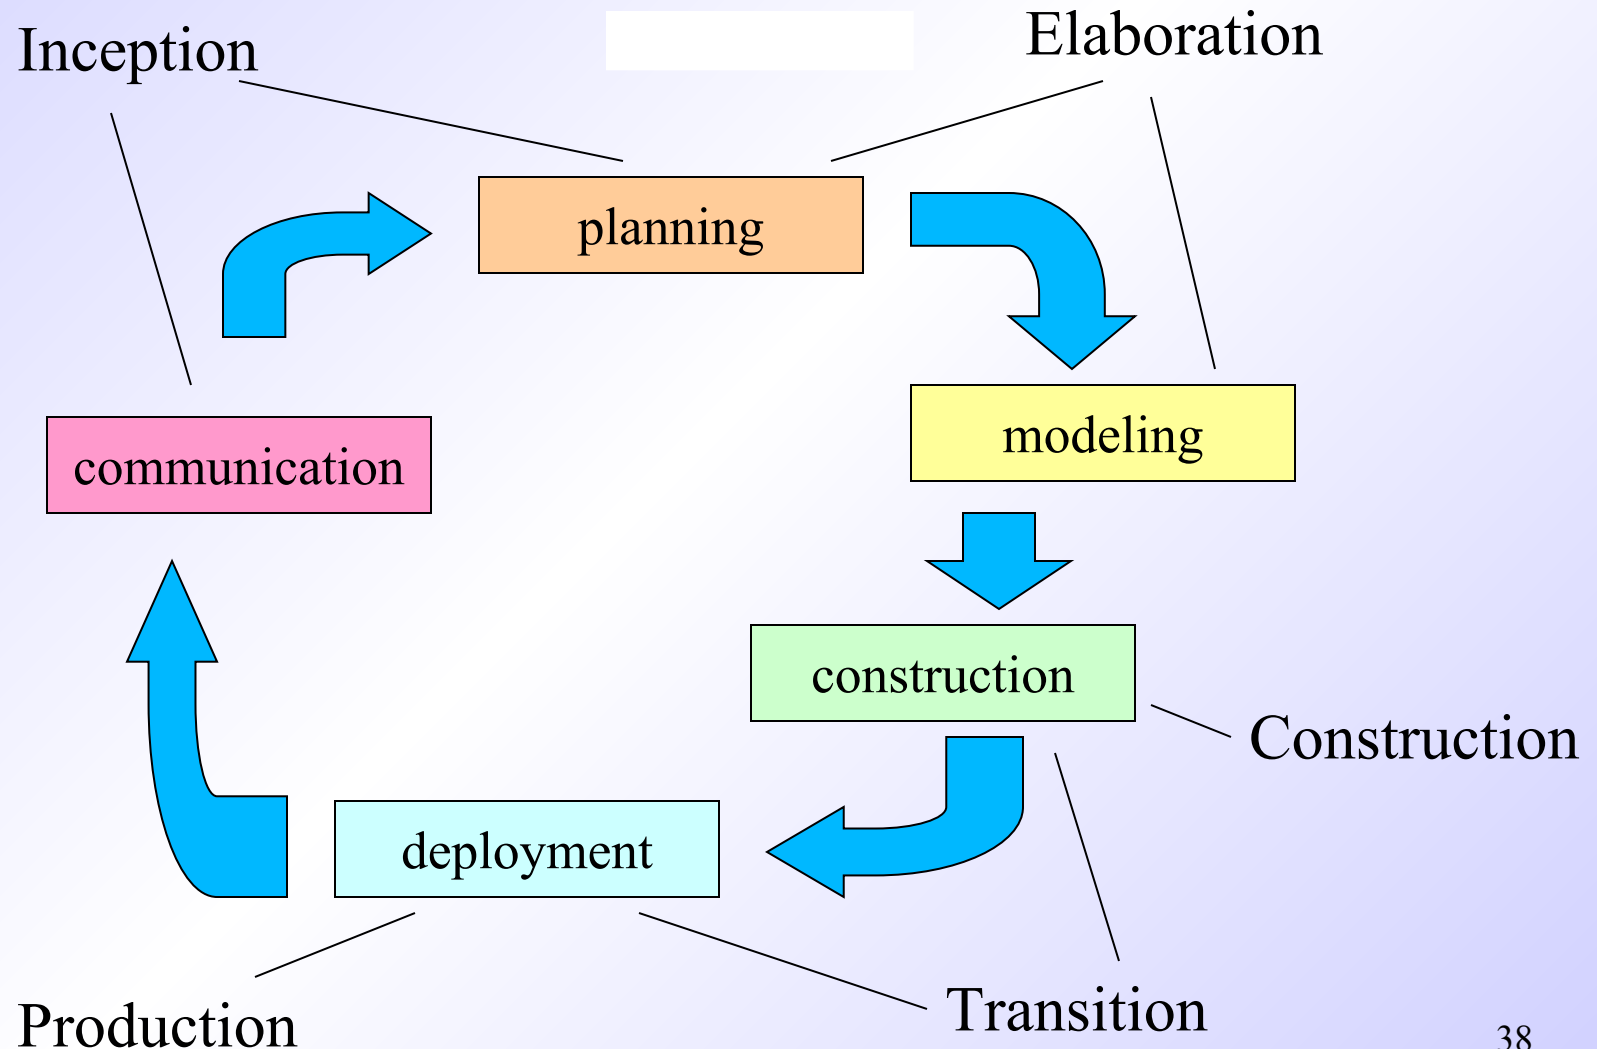 Inception
Elaboration
planning
modeling
communication
construction
Construction
deployment
Transition
Production
38